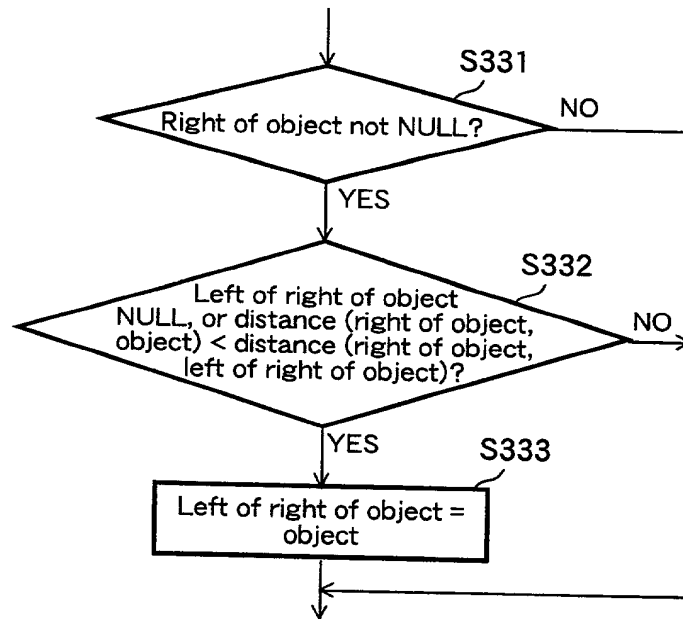 S331
Right of object not NULL?
NO
YES
S332
Left of right of object
NULL, or distance (right of object,
object) < distance (right of object,
left of right of object)?
NO
YES
S333
Left of right of object =
object